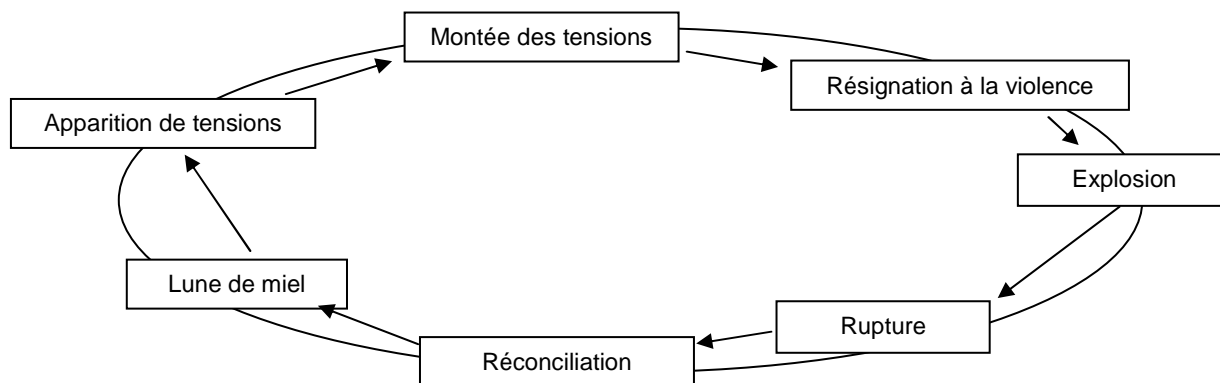 Montée des tensions
Résignation à la violence
Apparition de tensions
Explosion
Lune de miel
Rupture
Réconciliation